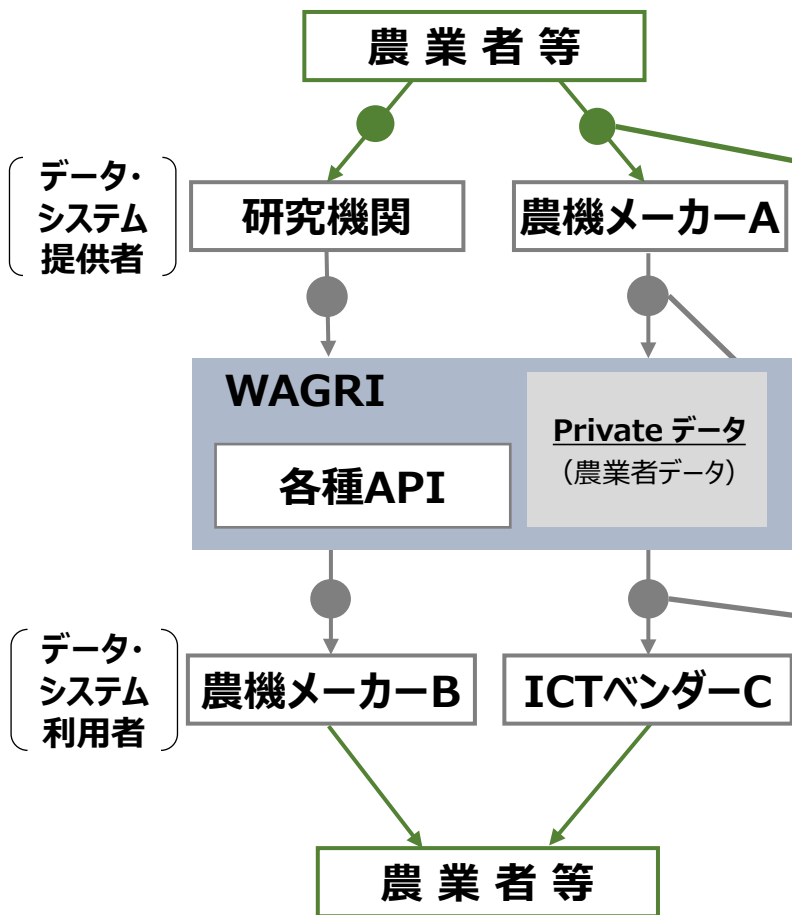 農 業 者 等
データ・
システム
提供者
研究機関
農機メーカーA
WAGRI
Private データ
（農業者データ）
各種API
データ・
システム
利用者
農機メーカーB
ICTベンダーC
農 業 者 等